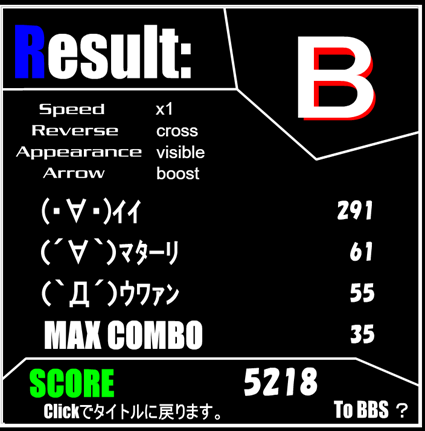 Result:
B
Speed x1
Reverse cross
Appearance visible
Arrow boost
(・∀・)イイ 291
(´∀`)マターリ 61
(`Д´)ウワァン 55
MAX COMBO 35
SCORE 5218
Clickでタイトルに戻ります。 To BBS ?